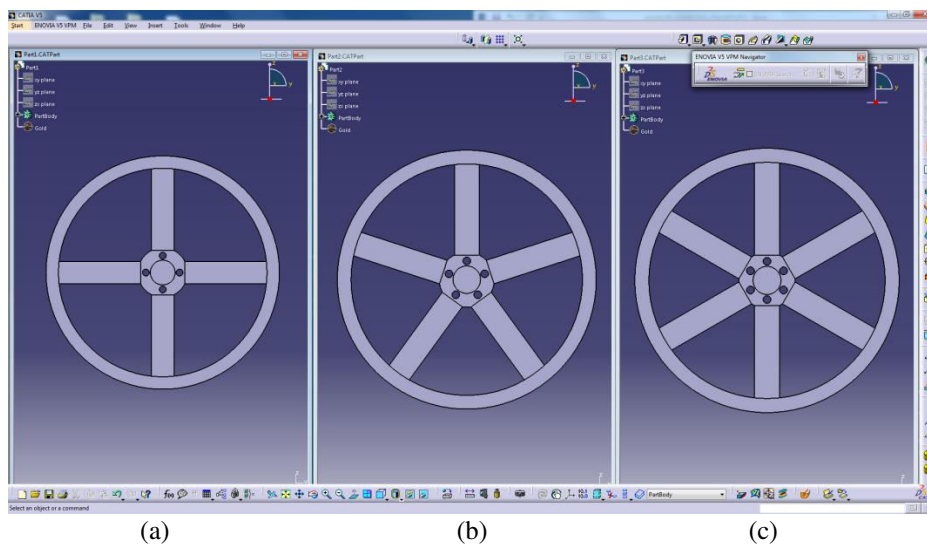 CATIA V5
Start ENOVIA V5 VPM File Edit View Insert Tools Window Help
Part1.CATPart
Part2.CATPart
Part3.CATPart
ENOVIA V5 VPM Navigator
ENOVIA
Part1
xy plane
yz plane
zx plane
PartBody
Gold
z
y
Part2
xy plane
yz plane
zx plane
PartBody
Gold
z
y
Part3
xy plane
yz plane
zx plane
PartBody
Gold
y
PartBody
Select an object or a command
(a) (b) (c)